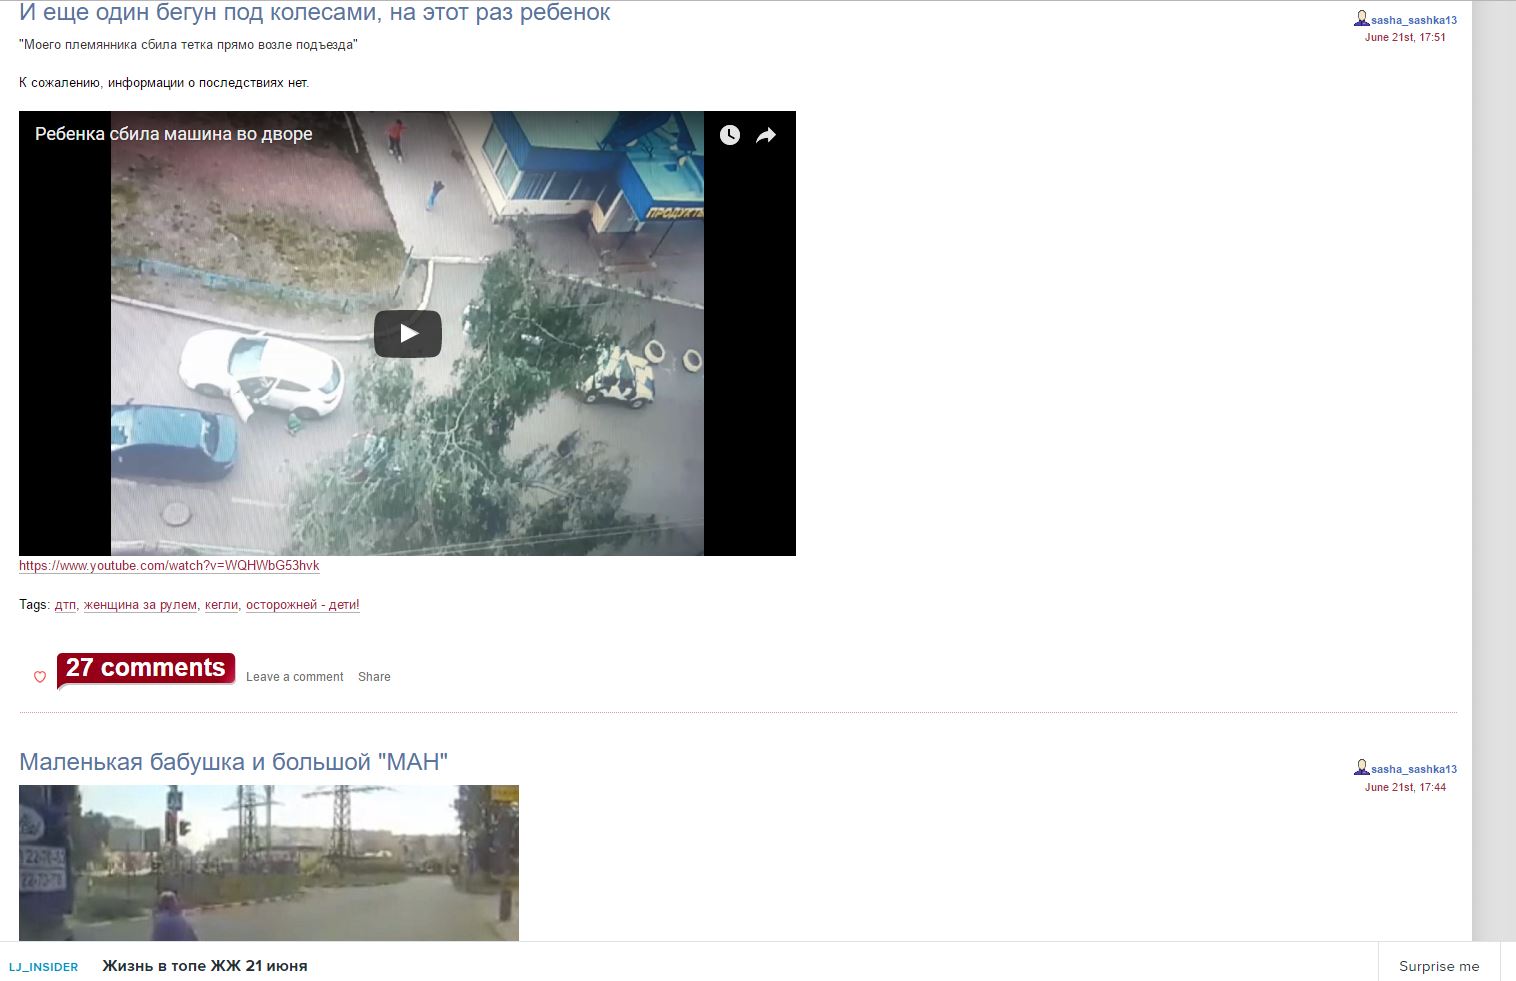 И еще один бегун под колесами, на этот раз ребенок
sasha_sashka13
June 21st, 17:51
"Моего племянника сбила тетка прямо возле подъезда"
К сожалению, информации о последствиях нет.
Ребенка сбила машина во дворе
ПРОДУКТЫ
https://www.youtube.com/watch?v=WQHWbG53hvk
Tags: дтп, женщина за рулем, кегли, осторожней - дети!
27 comments
Leave a comment
Share
Маленькая бабушка и большой "МАН"
sasha_sashka13
June 21st, 17:44
LJ_INSIDER
Жизнь в топе ЖЖ 21 июня
Surprise me